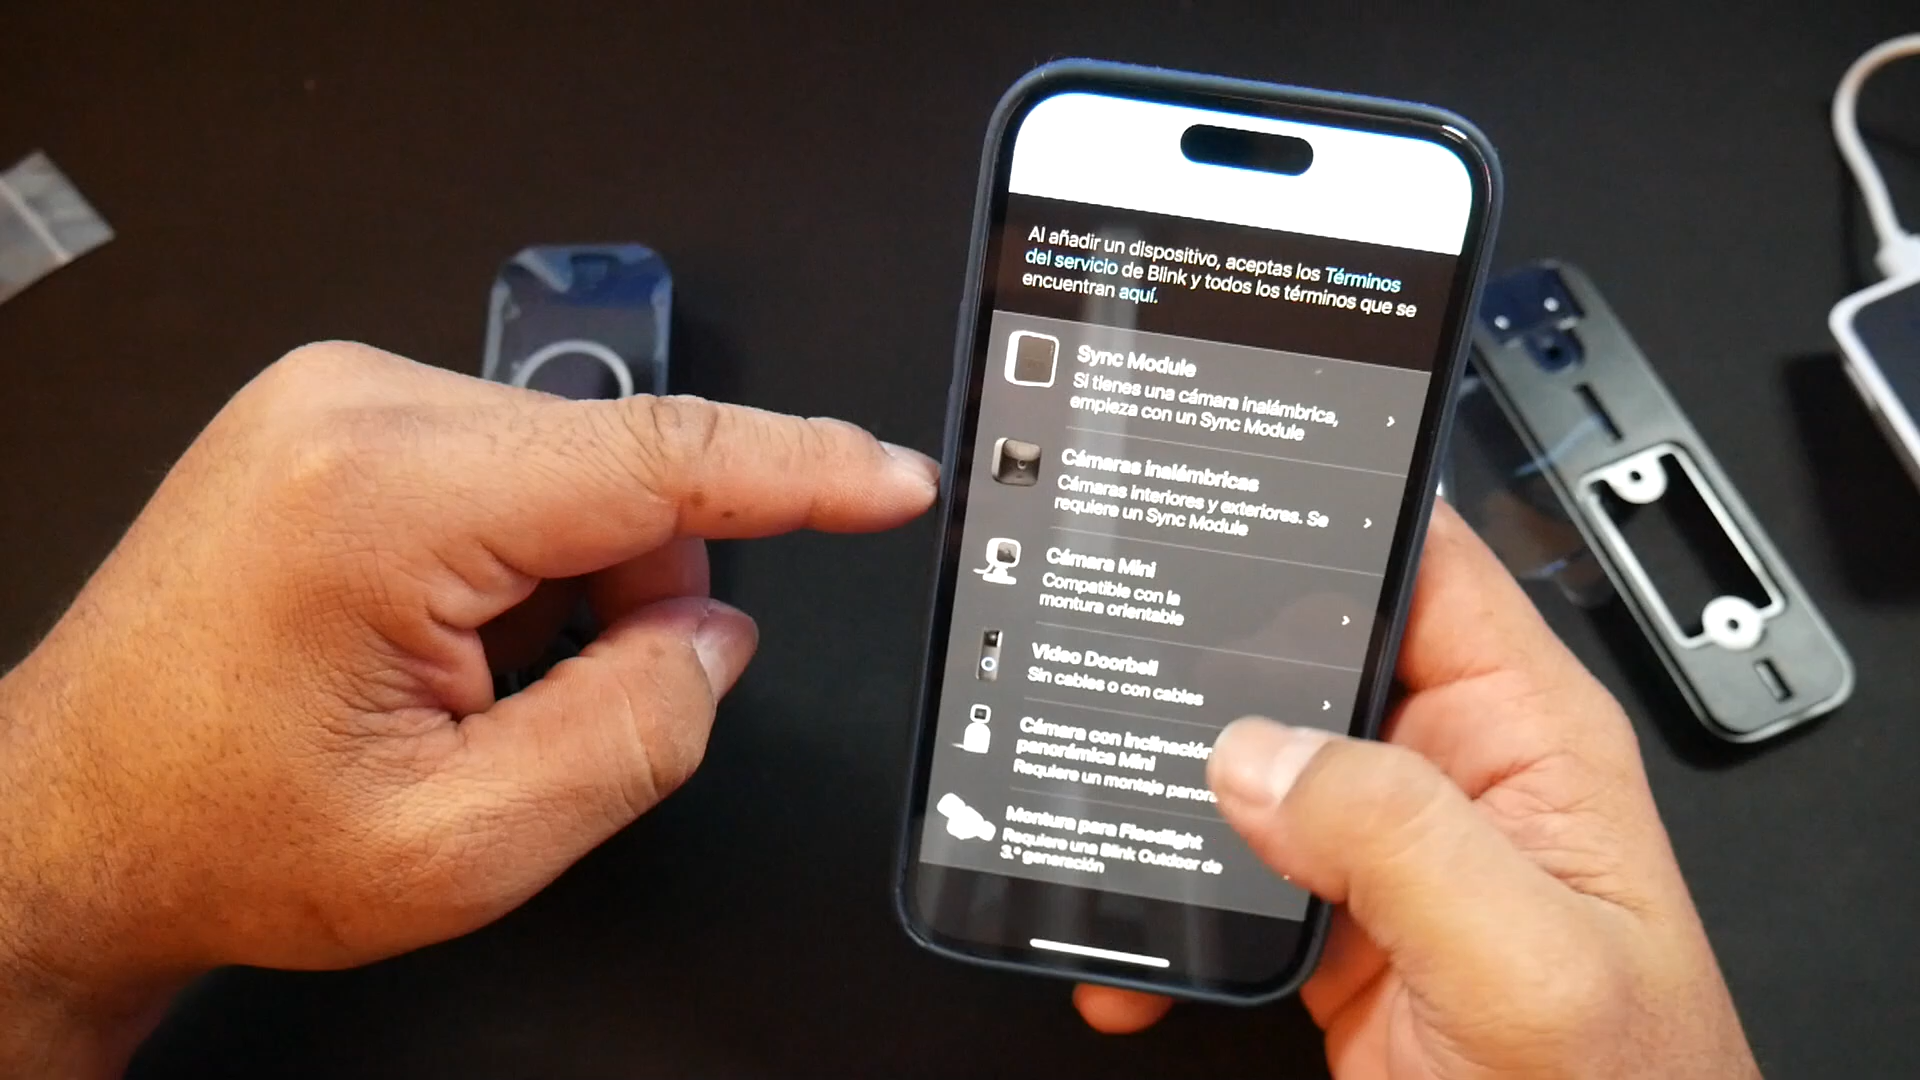 Al añadir un dispositivo, aceptas los Términos
del servicio de Blink y todos los términos que se
encuentran aquí.
Sync Module
Si tienes una cámara inalámbrica,
empieza con un Sync Module
Cámaras inalámbricas
Cámaras interiores y exteriores. Se
requiere un Sync Module
Cámara Mini
Compatible con la
montura orientable
Video Doorbell
Sin cables o con cables
Cámara con inclinación
panorámica Mini
Requiere un montaje
Montura para Floodlight
Requiere una Blink Outdoor de
3.ª generación